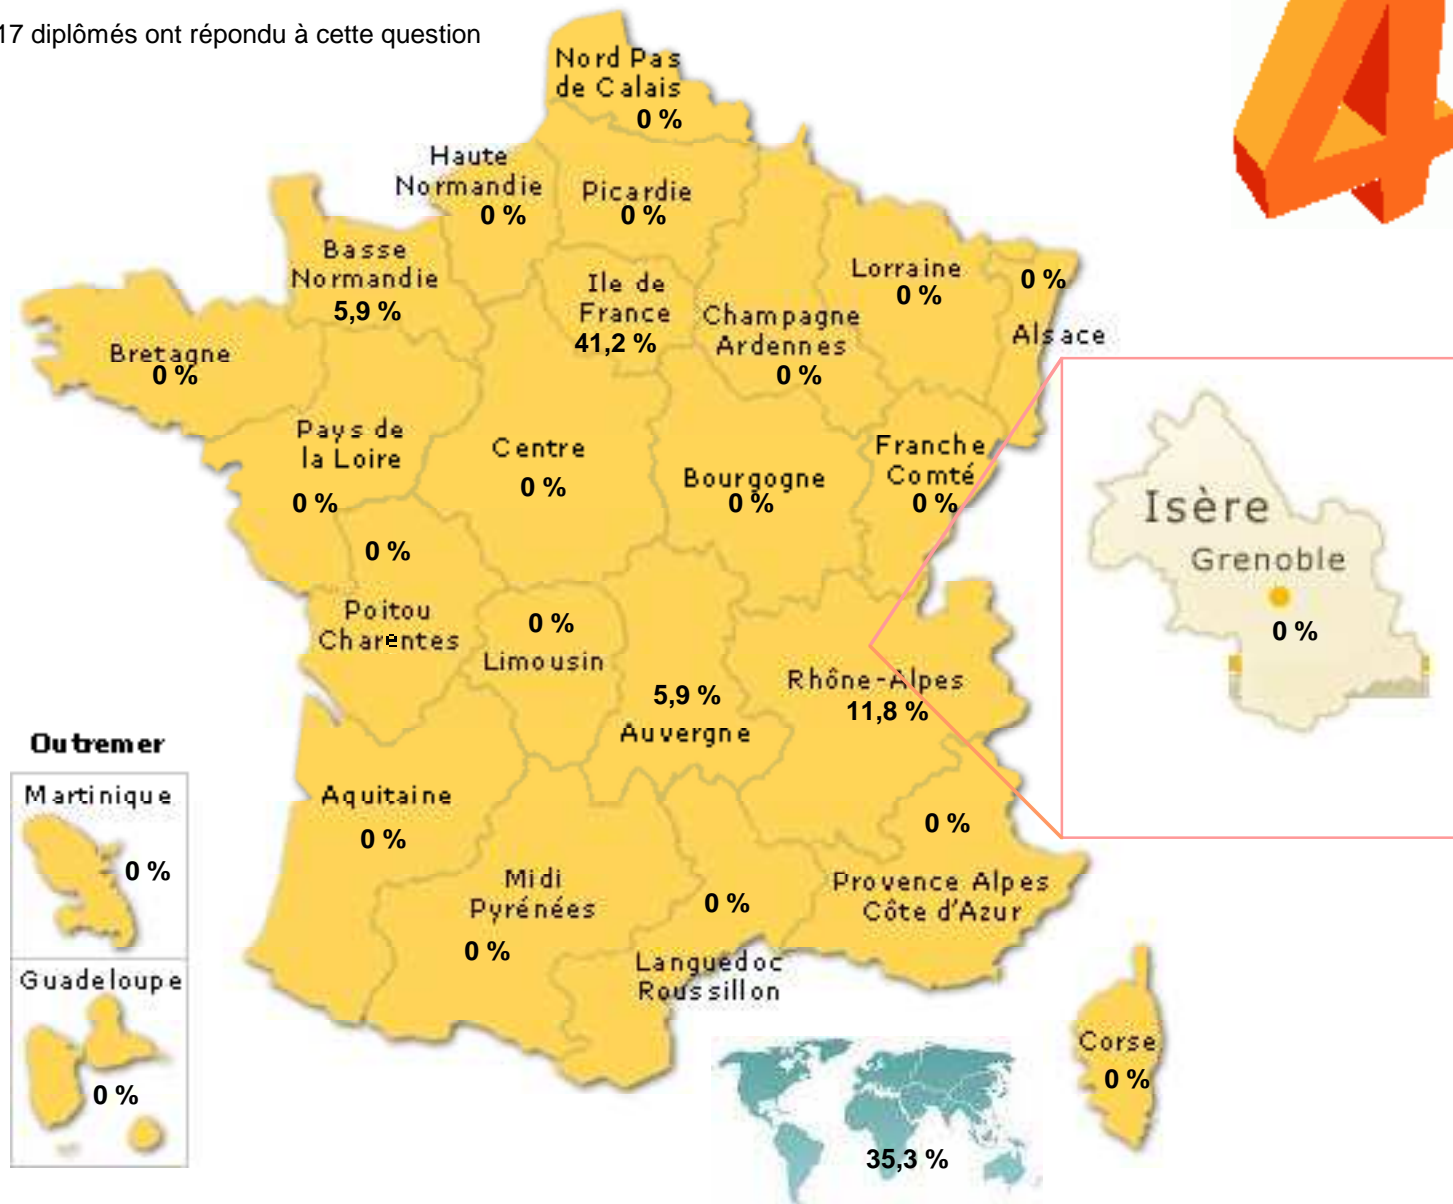 17 diplômés ont répondu à cette question
4
Nord Pas
de Calais
0 %
Haute
Normandie
0 %
Picardie
0 %
Basse
Normandie
5,9 %
Ile de
France
41,2 %
Champagne
Ardennes
0 %
Lorraine
0 %
0 %
Alsace
Bretagne
0 %
Pays de
la Loire
0 %
Centre
0 %
Bourgogne
0 %
Franche
Comté
0 %
Isère
Grenoble
0 %
0 %
Poitou
Charentes
0 %
Limousin
5,9 %
Auvergne
Rhône-Alpes
11,8 %
Outremer
Martinique
0 %
Guadeloupe
0 %
Aquitaine
0 %
Midi
Pyrénées
0 %
0 %
Languedoc
Roussillon
0 %
Provence Alpes
Côte d'Azur
Corse
0 %
35,3 %